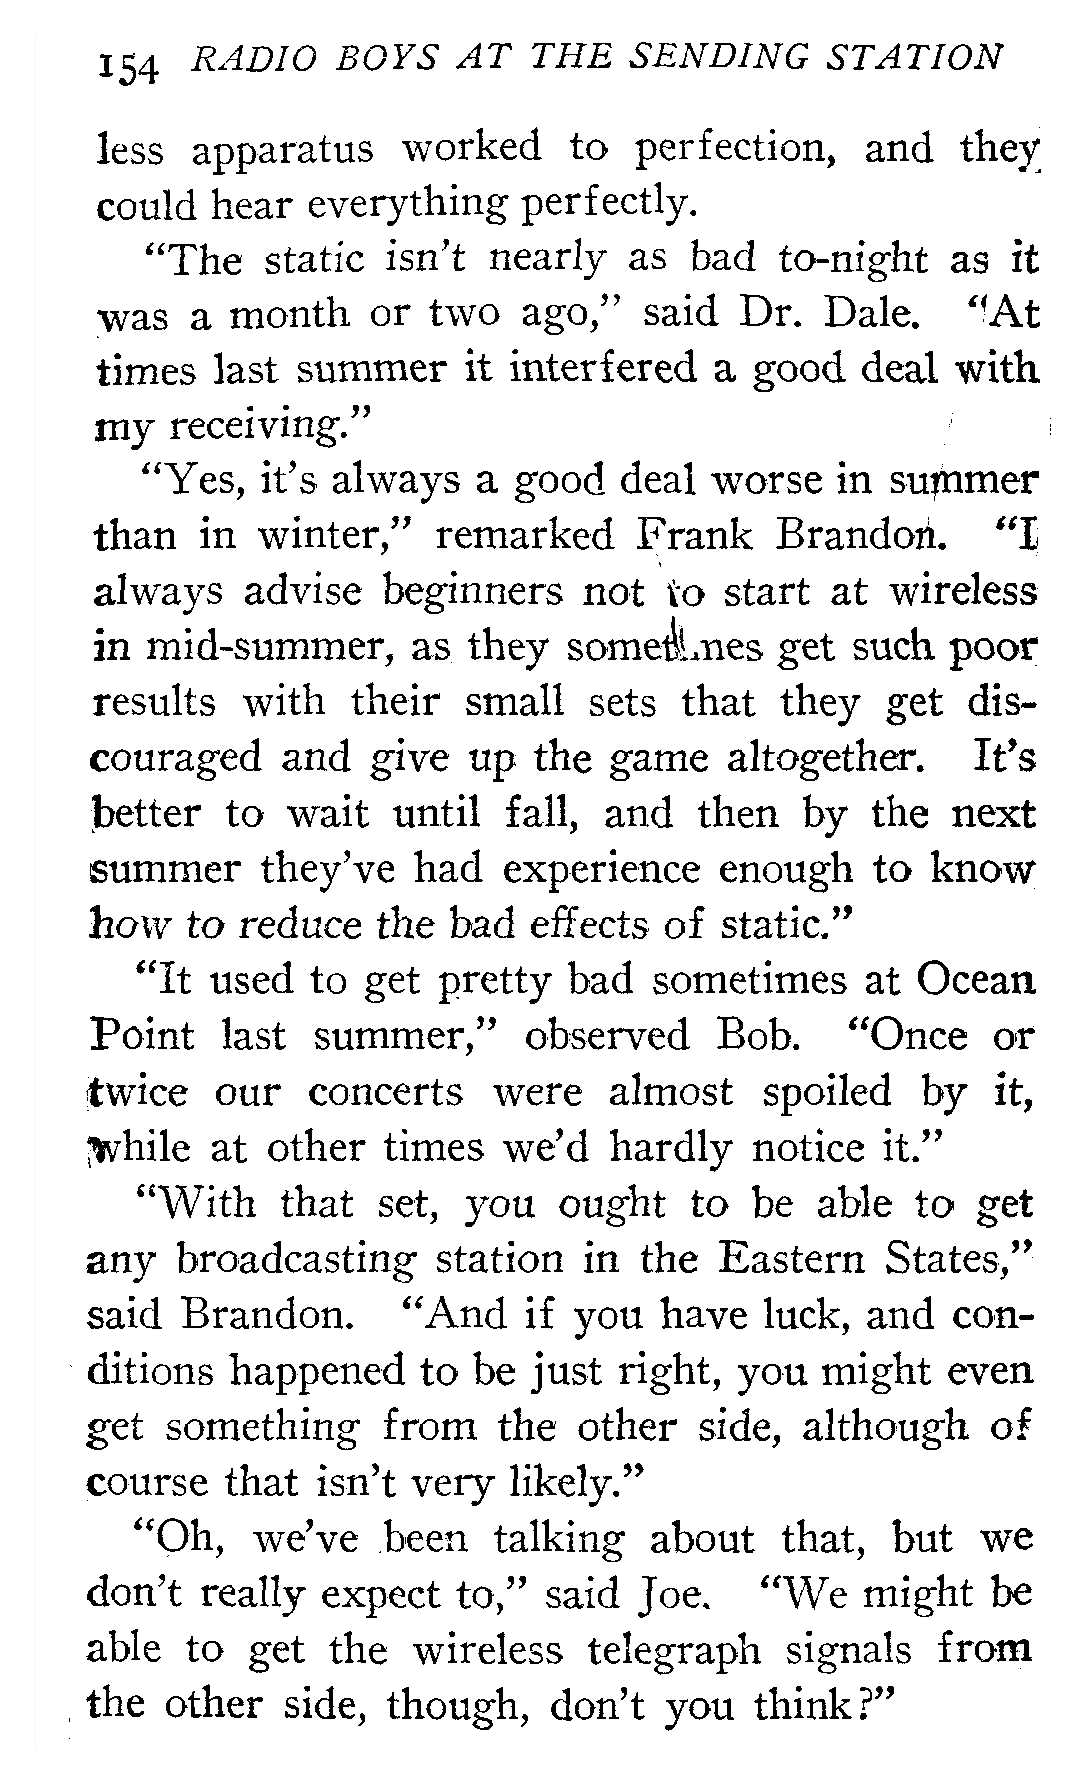 154 RADIO BOYS AT THE SENDING STATION
less apparatus worked to perfection, and they
could hear everything perfectly.
“The static isn’t nearly as bad to-night as it
was a month or two ago,” said Dr. Dale. “At
times last summer it interfered a good deal with
my receiving.”
“Yes, it’s always a good deal worse in summer
than in winter,” remarked Frank Brandon. “I
always advise beginners not to start at wireless
in mid-summer, as they sometimes get such poor
results with their small sets that they get dis-
couraged and give up the game altogether. It’s
better to wait until fall, and then by the next
summer they’ve had experience enough to know
how to reduce the bad effects of static.”
“It used to get pretty bad sometimes at Ocean
Point last summer,” observed Bob. “Once or
twice our concerts were almost spoiled by it,
while at other times we’d hardly notice it.”
“With that set, you ought to be able to get
any broadcasting station in the Eastern States,”
said Brandon. “And if you have luck, and con-
ditions happened to be just right, you might even
get something from the other side, although of
course that isn’t very likely.”
“Oh, we’ve been talking about that, but we
don’t really expect to,” said Joe. “We might be
able to get the wireless telegraph signals from
the other side, though, don’t you think?”